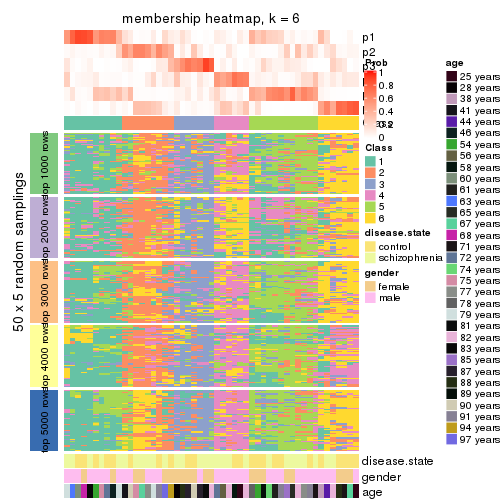 membership heatmap, k = 6
p1
p2
p3
Prob
1
0.8
0.6
0.4
0.2
0
Class
1
2
3
4
5
6
disease.state
control
schizophrenia
gender
female
male
age
25 years
28 years
38 years
41 years
44 years
46 years
54 years
56 years
58 years
60 years
61 years
63 years
65 years
67 years
68 years
71 years
72 years
74 years
75 years
77 years
78 years
79 years
81 years
82 years
83 years
85 years
87 years
88 years
89 years
90 years
91 years
94 years
97 years
50 x 5 random samplings
top 1000 rows
top 2000 rows
top 3000 rows
top 4000 rows
top 5000 rows
disease.state
gender
age